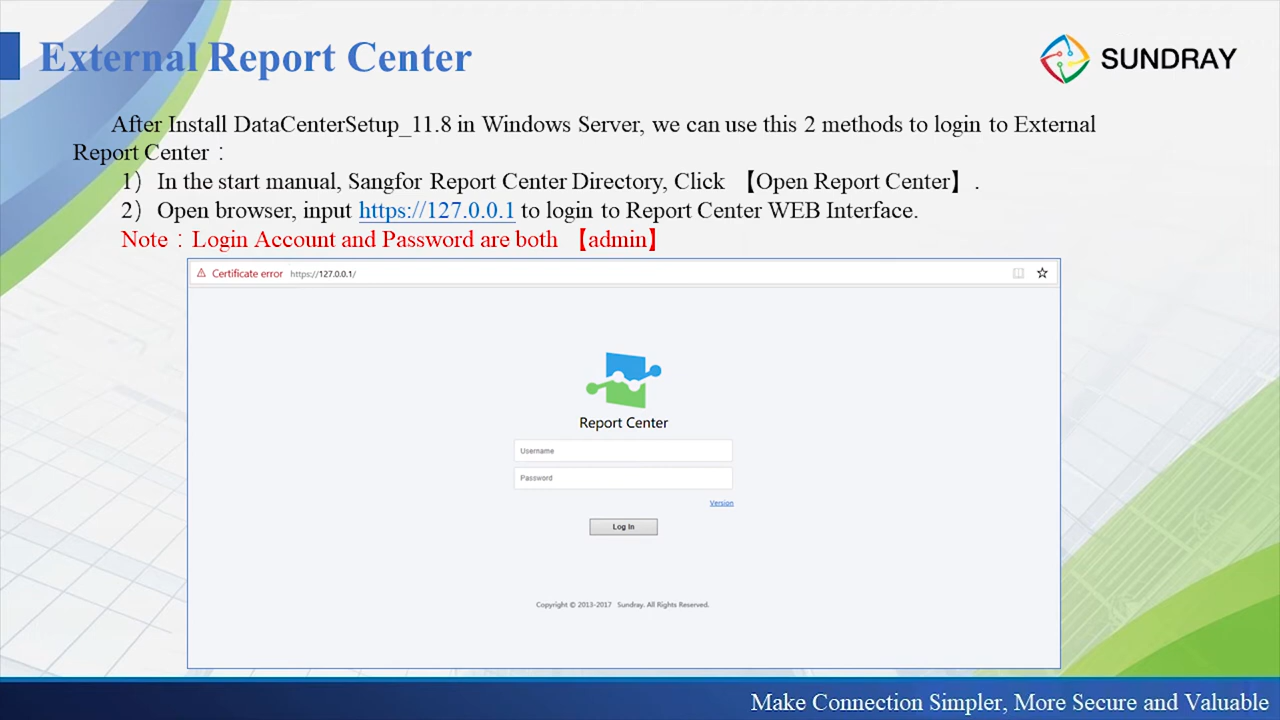 External Report Center
SUNDRAY
After Install DataCenterSetup_11.8 in Windows Server, we can use this 2 methods to login to External
Report Center：
1） In the start manual, Sangfor Report Center Directory, Click 【Open Report Center】.
2） Open browser, input https://127.0.0.1 to login to Report Center WEB Interface.
Note：Login Account and Password are both 【admin】
Certificate error https://127.0.0.1/
Report Center
Username
Password
Version
Log In
Copyright © 2013-2017 Sundray. All Rights Reserved.
Make Connection Simpler, More Secure and Valuable